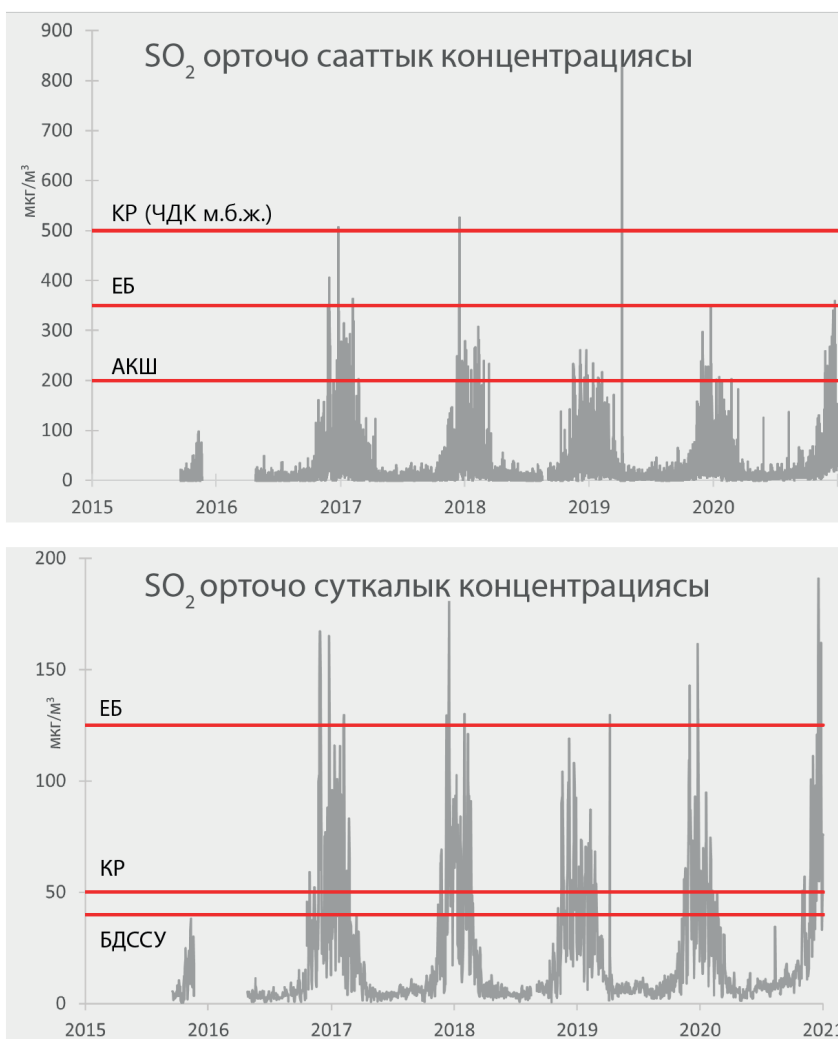 SO₂ орточо сааттык концентрациясы
900
800
700
600
500
400
300
200
100
0
мкг/м³
КР (ЧДК м.б.ж.)
ЕБ
АКШ
2015 2016 2017 2018 2019 2020
SO₂ орточо суткалык концентрациясы
200
150
100
50
0
мкг/м³
ЕБ
КР
БДССУ
2015 2016 2017 2018 2019 2020 2021